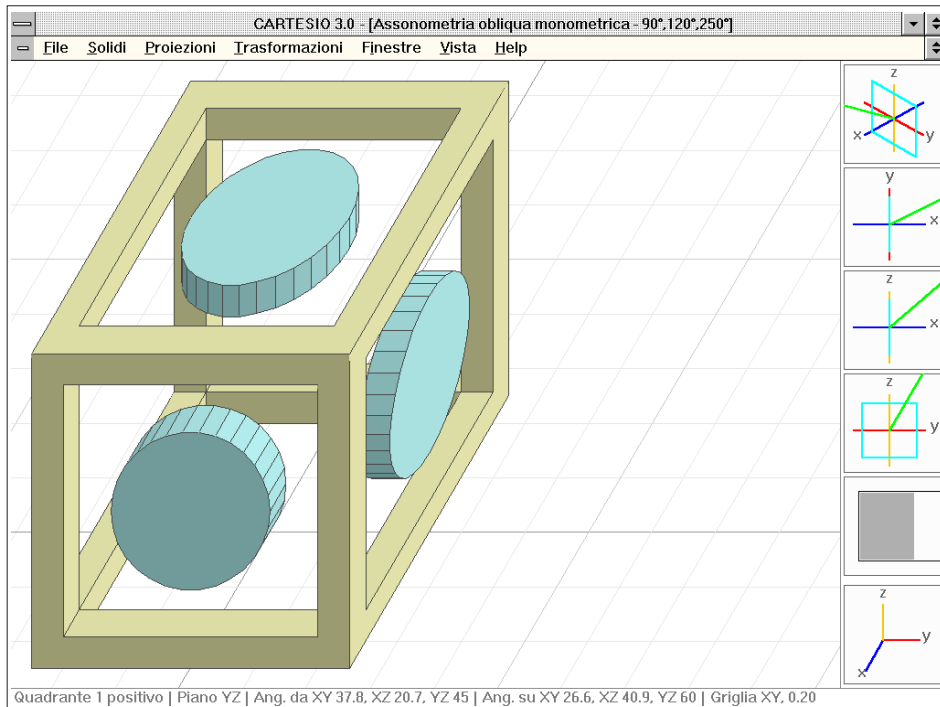 CARTESIO 3.0 - [Assonometria obliqua monometrica - 90°,120°,250°]
File Solidi Proiezioni Trasformazioni Finestre Vista Help
z
x y
y
x
z
x
z
y
z
y
x
Quadrante 1 positivo | Piano YZ | Ang. da XY 37.8, XZ 20.7, YZ 45 | Ang. su XY 26.6, XZ 40.9, YZ 60 | Griglia XY, 0.20